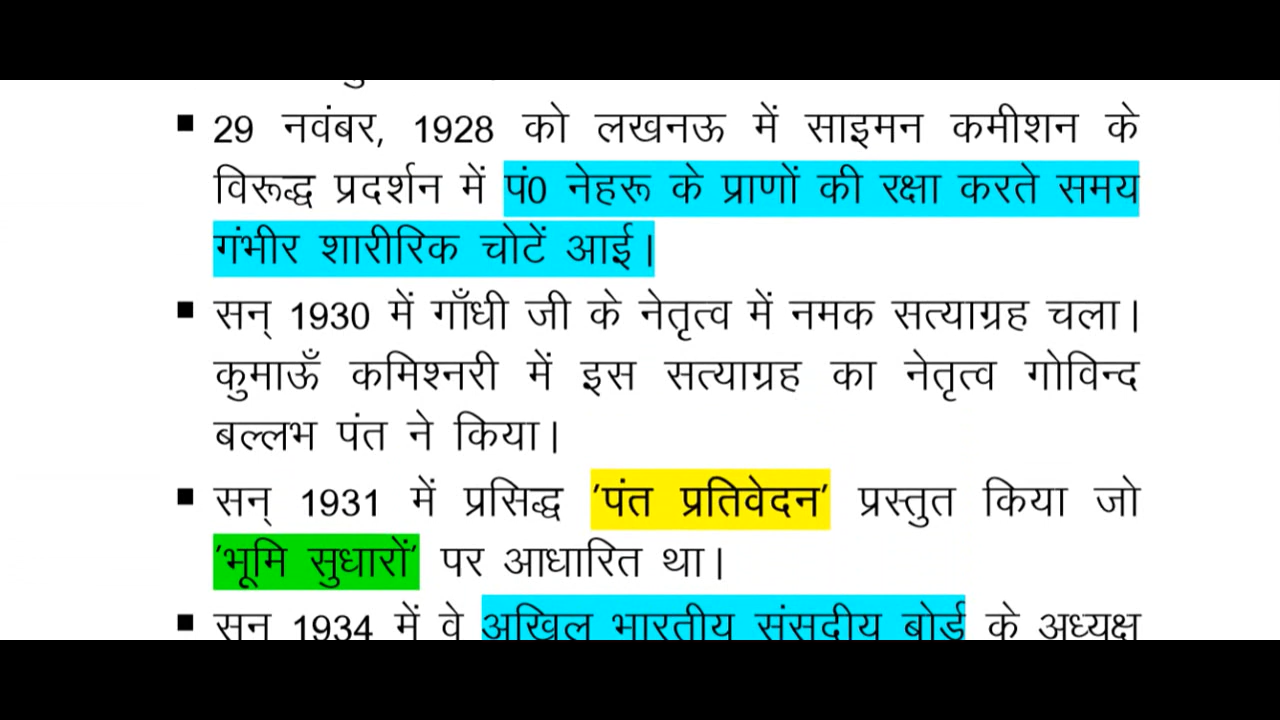 ▪ 29 नवंबर, 1928 को लखनऊ में साइमन कमीशन के
विरूद्ध प्रदर्शन में पं0 नेहरू के प्राणों की रक्षा करते समय
गंभीर शारीरिक चोटें आई।
▪ सन् 1930 में गाँधी जी के नेतृत्व में नमक सत्याग्रह चला।
कुमाऊँ कमिश्नरी में इस सत्याग्रह का नेतृत्व गोविन्द
बल्लभ पंत ने किया।
▪ सन् 1931 में प्रसिद्ध 'पंत प्रतिवेदन' प्रस्तुत किया जो
'भूमि सुधारों' पर आधारित था।
▪ सन् 1934 में वे अखिल भारतीय संसदीय बोर्ड के अध्यक्ष